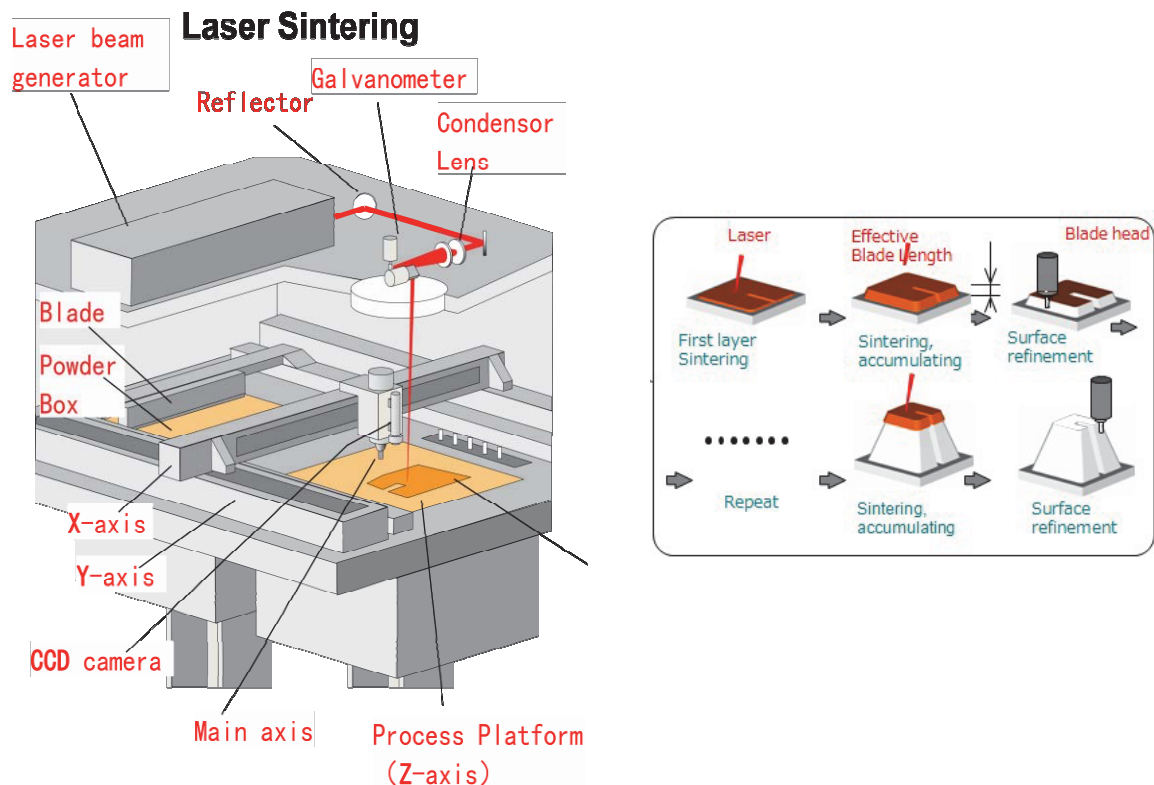 Laser Sintering
Laser beam
generator
Galvanometer
Reflector
Condensor
Lens
Blade
Powder
Box
X-axis
Y-axis
CCD camera
Main axis
Process Platform
(Z-axis)
Laser
Effective
Blade Length
Blade head
First layer
Sintering
Sintering,
accumulating
Surface
refinement
Repeat
Sintering,
accumulating
Surface
refinement